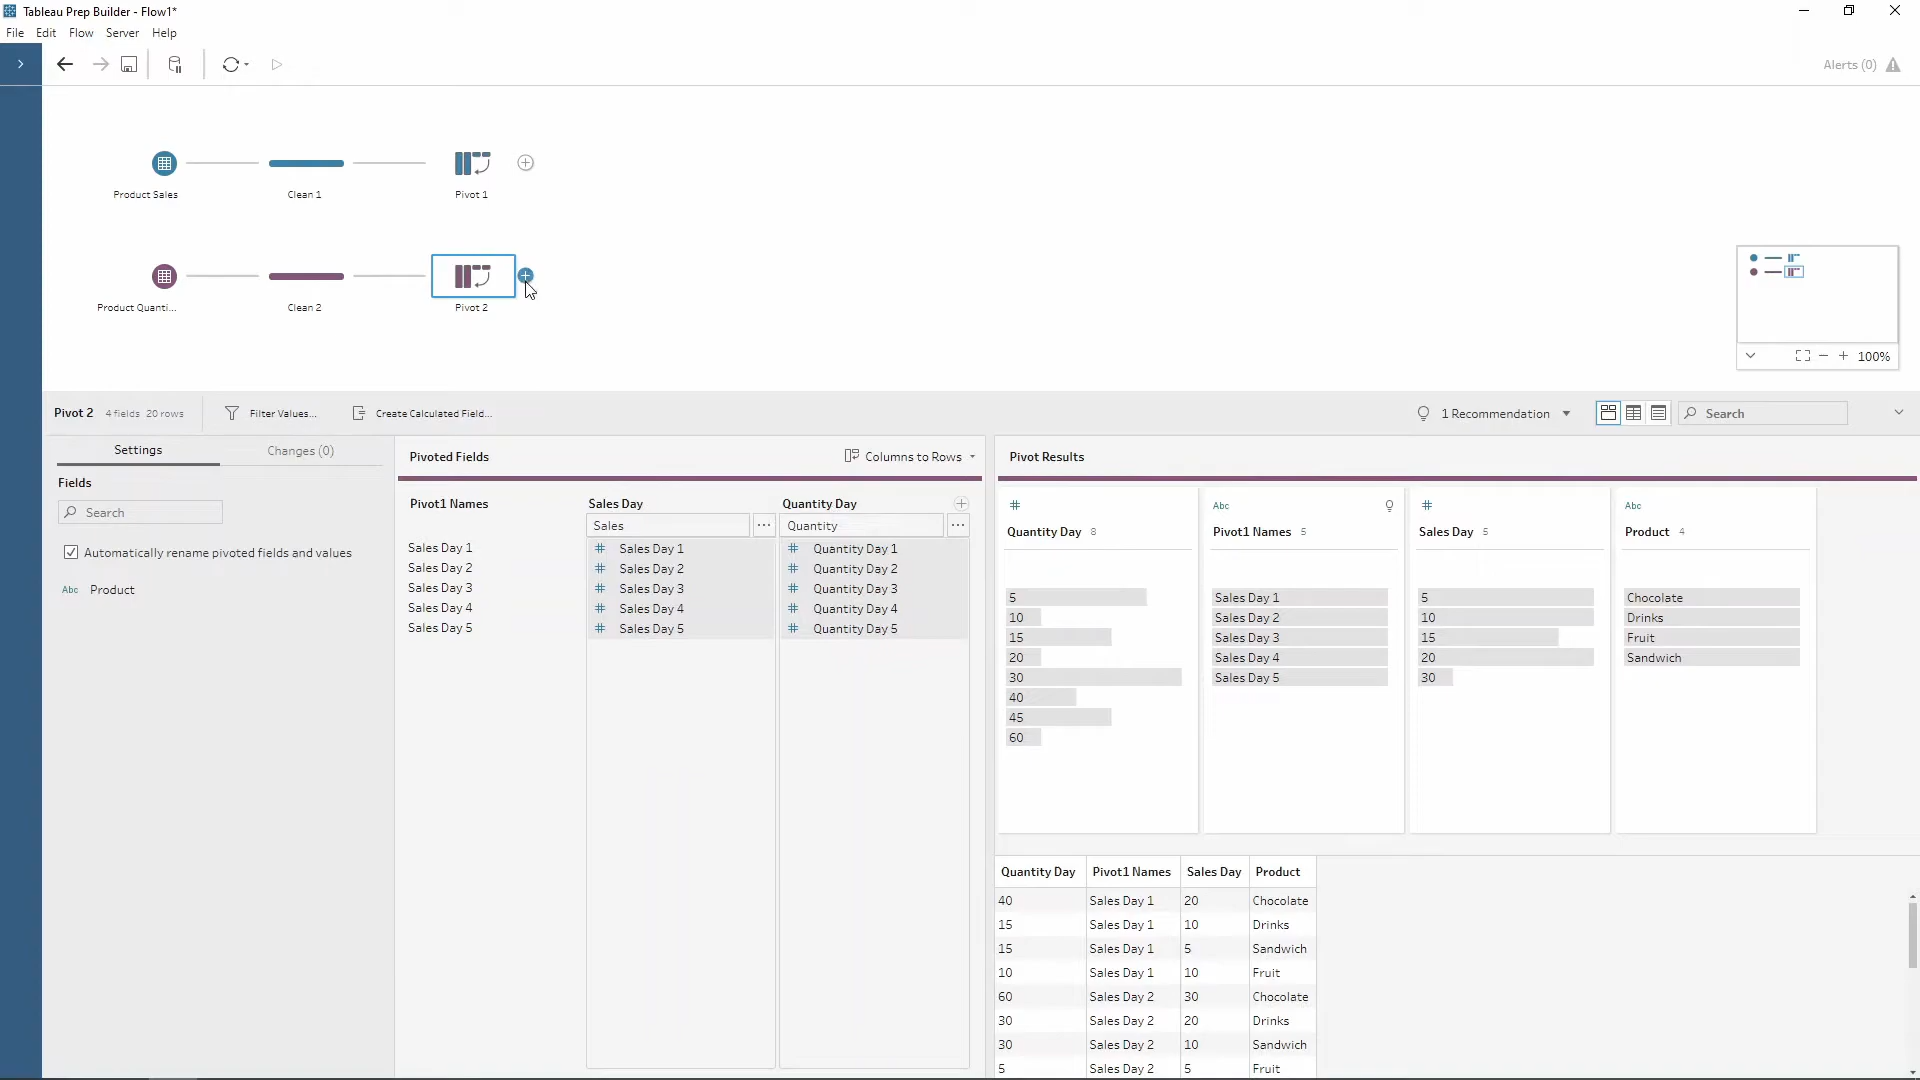 Tableau Prep Builder - Flow1*
File Edit Flow Server Help
Alerts (0)
Product Sales
Clean 1
Pivot 1
Product Quanti...
Clean 2
Pivot 2
100%
Pivot 2 4 fields 20 rows
Filter Values...
Create Calculated Field...
1 Recommendation
Search
Settings
Changes (0)
Fields
Search
Automatically rename pivoted fields and values
Abc Product
Pivoted Fields
Columns to Rows
Pivot1 Names
Sales Day 1
Sales Day 2
Sales Day 3
Sales Day 4
Sales Day 5
Sales Day
Sales
# Sales Day 1
# Sales Day 2
# Sales Day 3
# Sales Day 4
# Sales Day 5
Quantity Day
Quantity
# Quantity Day 1
# Quantity Day 2
# Quantity Day 3
# Quantity Day 4
# Quantity Day 5
Pivot Results
#
Quantity Day 8
5
10
15
20
30
40
45
60
Abc
Pivot1 Names 5
Sales Day 1
Sales Day 2
Sales Day 3
Sales Day 4
Sales Day 5
#
Sales Day 5
5
10
15
20
30
Abc
Product 4
Chocolate
Drinks
Fruit
Sandwich
Quantity Day Pivot1 Names Sales Day Product
40 Sales Day 1 20 Chocolate
15 Sales Day 1 10 Drinks
15 Sales Day 1 5 Sandwich
10 Sales Day 1 10 Fruit
60 Sales Day 2 30 Chocolate
30 Sales Day 2 20 Drinks
30 Sales Day 2 10 Sandwich
5 Sales Day 2 5 Fruit